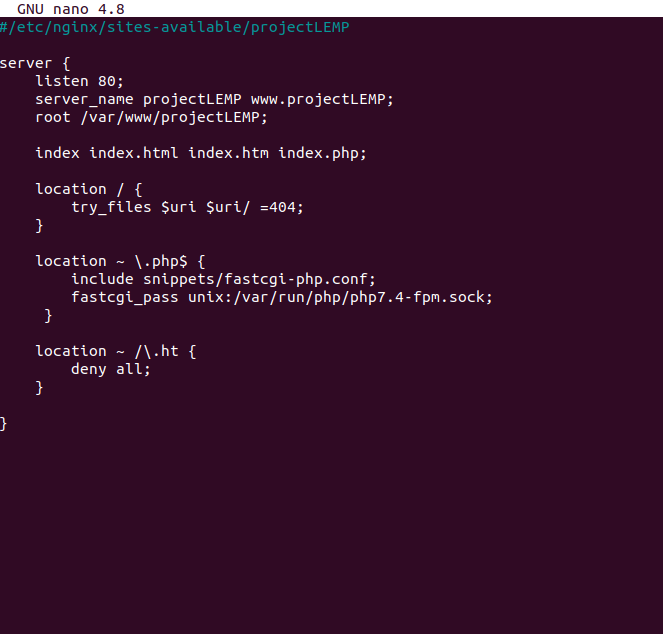 GNU nano 4.8
#/etc/nginx/sites-available/projectLEMP
server {
    listen 80;
    server_name projectLEMP www.projectLEMP;
    root /var/www/projectLEMP;
    index index.html index.htm index.php;
    location / {
        try_files $uri $uri/ =404;
    }
    location ~ \.php$ {
        include snippets/fastcgi-php.conf;
        fastcgi_pass unix:/var/run/php/php7.4-fpm.sock;
     }
    location ~ /\.ht {
        deny all;
    }
}